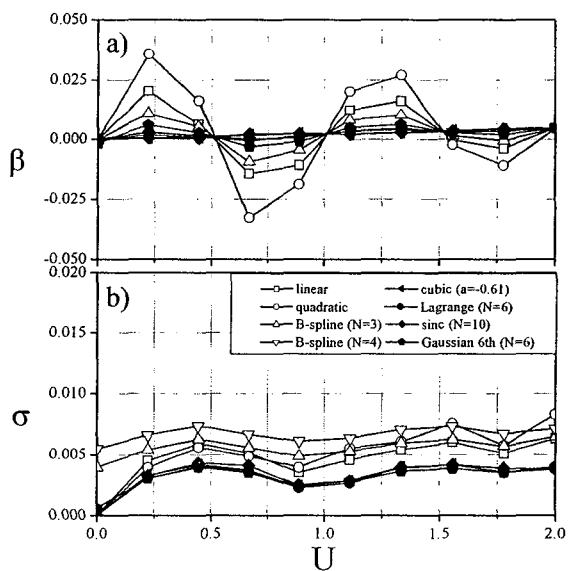 0.050
a)
0.025
0.000
β
-0.025
-0.050
0.020
b)
linear
cubic (a=-0.61)
quadratic
Lagrange (N=6)
B-spline (N=3)
sinc (N=10)
B-spline (N=4)
Gaussian 6th (N=6)
0.015
0.010
σ
0.005
0.000
0.0 0.5 1.0 1.5 2.0
U